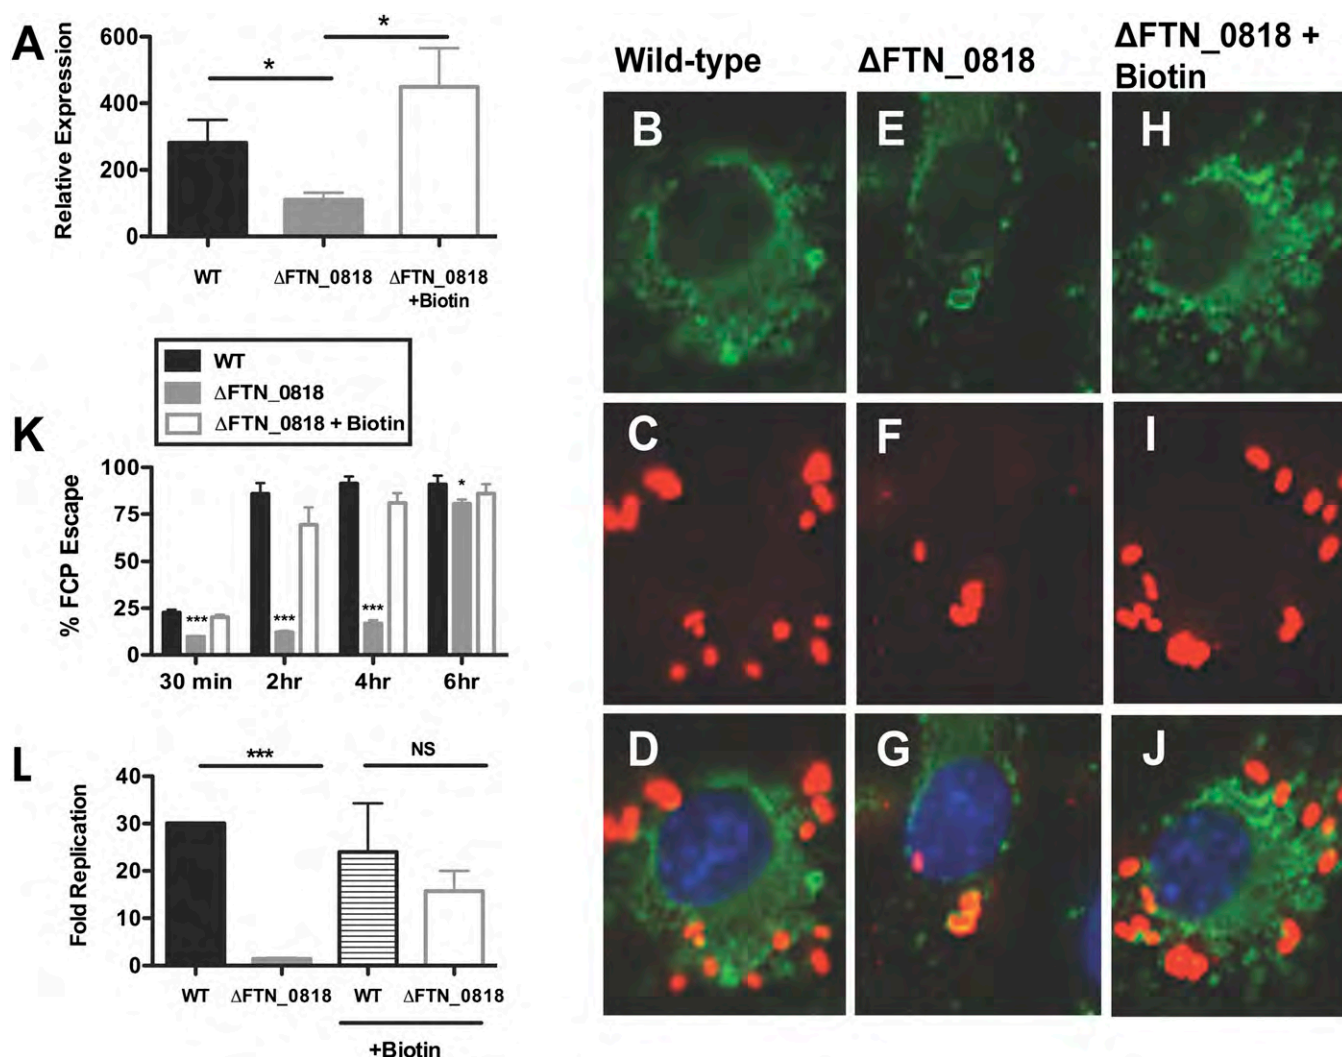 A
Relative Expression
600
400
200
0
*
*
WT
ΔFTN_0818
ΔFTN_0818
+Biotin
WT
ΔFTN_0818
ΔFTN_0818 + Biotin
K
% FCP Escape
100
75
50
25
0
***
***
***
*
30 min
2hr
4hr
6hr
L
Fold Replication
40
30
20
10
0
***
NS
WT
ΔFTN_0818
WT
ΔFTN_0818
+Biotin
Wild-type
ΔFTN_0818
ΔFTN_0818 +
Biotin
B
E
H
C
F
I
D
G
J